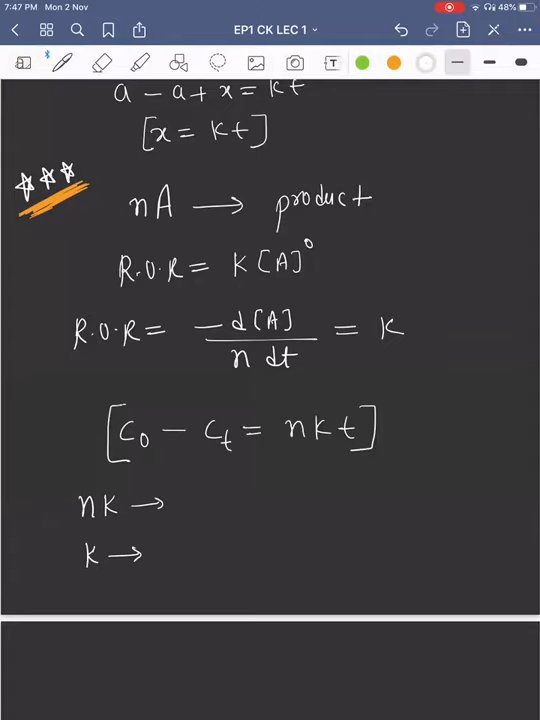 7:47 PM Mon 2 Nov
48%
EP1 CK LEC 1
a - a + x = kt
[x = kt]
nA → product
R.O.R = K[A]⁰
R.O.R = -d[A] / n dt = K
[C₀ - Cₜ = nkt]
nk →
k →